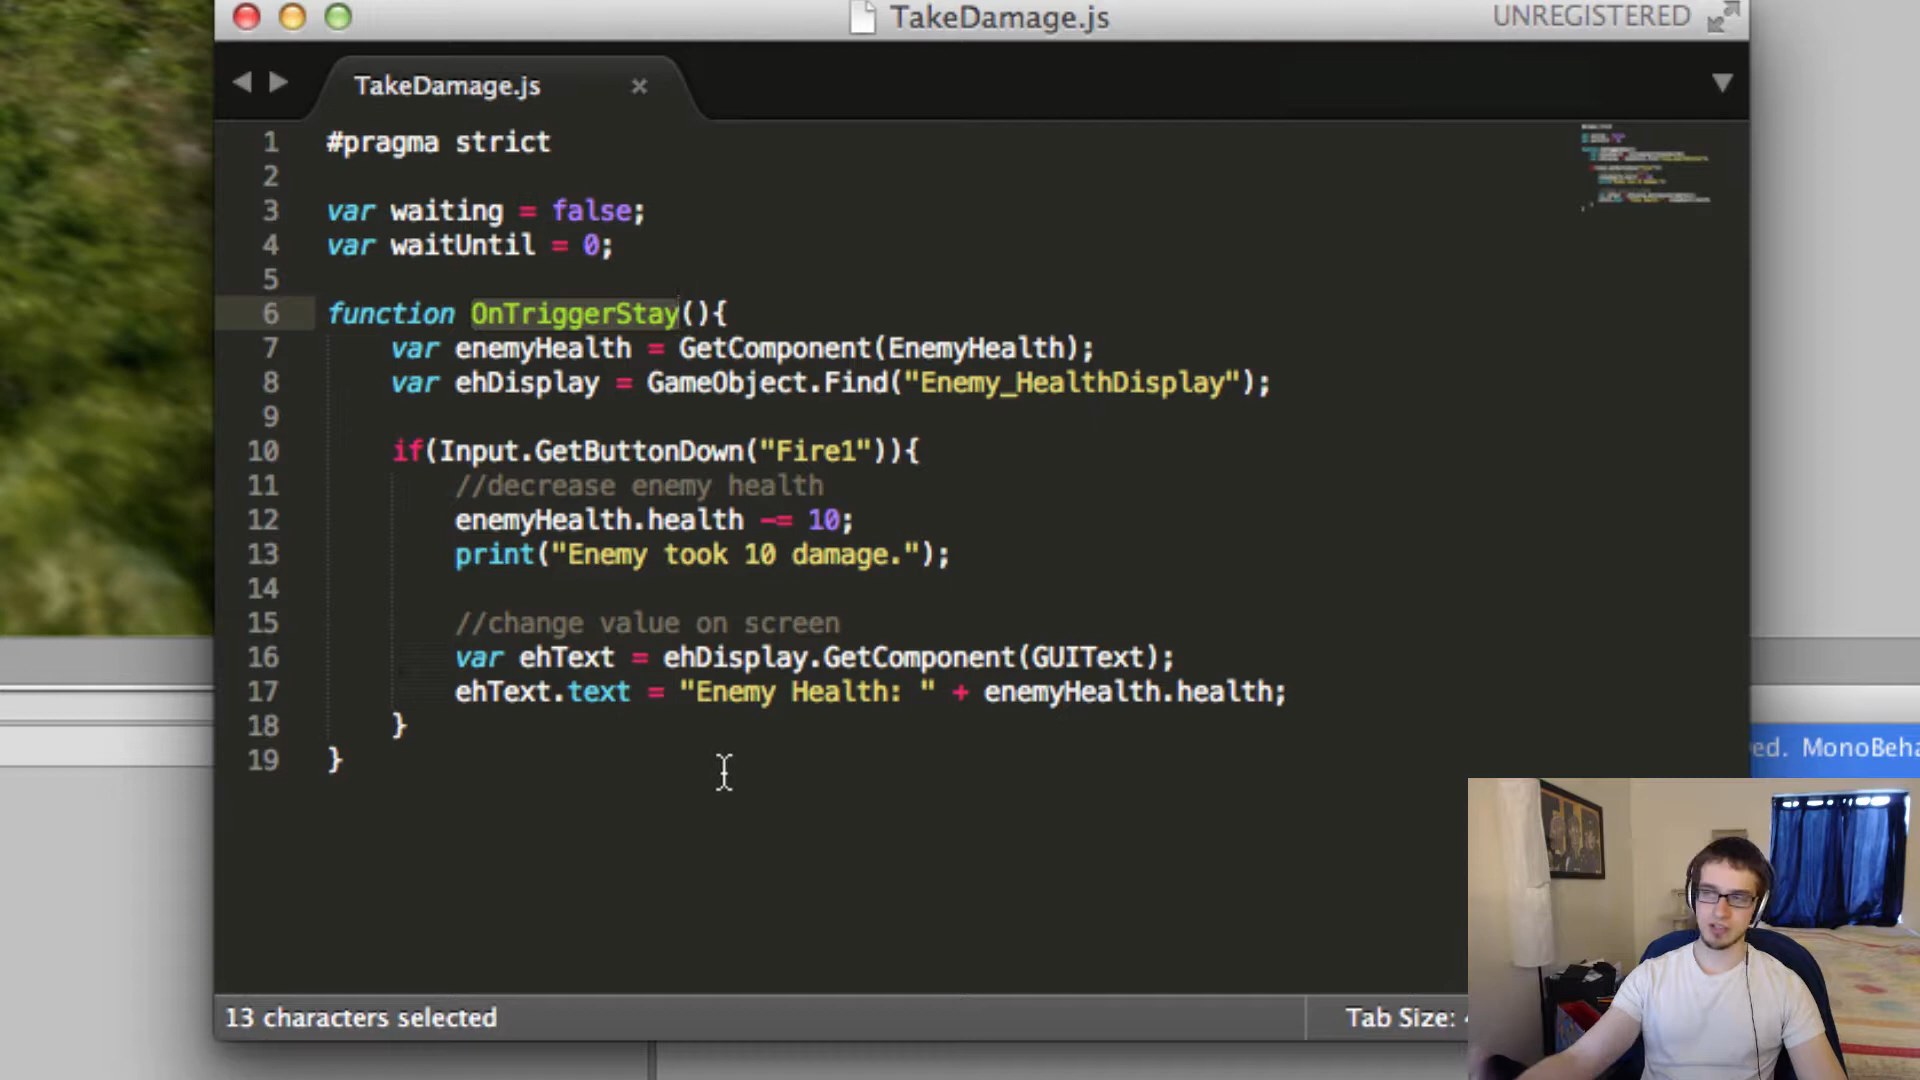 TakeDamage.js
UNREGISTERED
TakeDamage.js
1 #pragma strict
2
3 var waiting = false;
4 var waitUntil = 0;
5
6 function OnTriggerStay(){
7 var enemyHealth = GetComponent(EnemyHealth);
8 var ehDisplay = GameObject.Find("Enemy_HealthDisplay");
9
10 if(Input.GetButtonDown("Fire1")){
11 //decrease enemy health
12 enemyHealth.health -= 10;
13 print("Enemy took 10 damage.");
14
15 //change value on screen
16 var ehText = ehDisplay.GetComponent(GUIText);
17 ehText.text = "Enemy Health: " + enemyHealth.health;
18 }
19 }
ed. MonoBeha
13 characters selected
Tab Size: